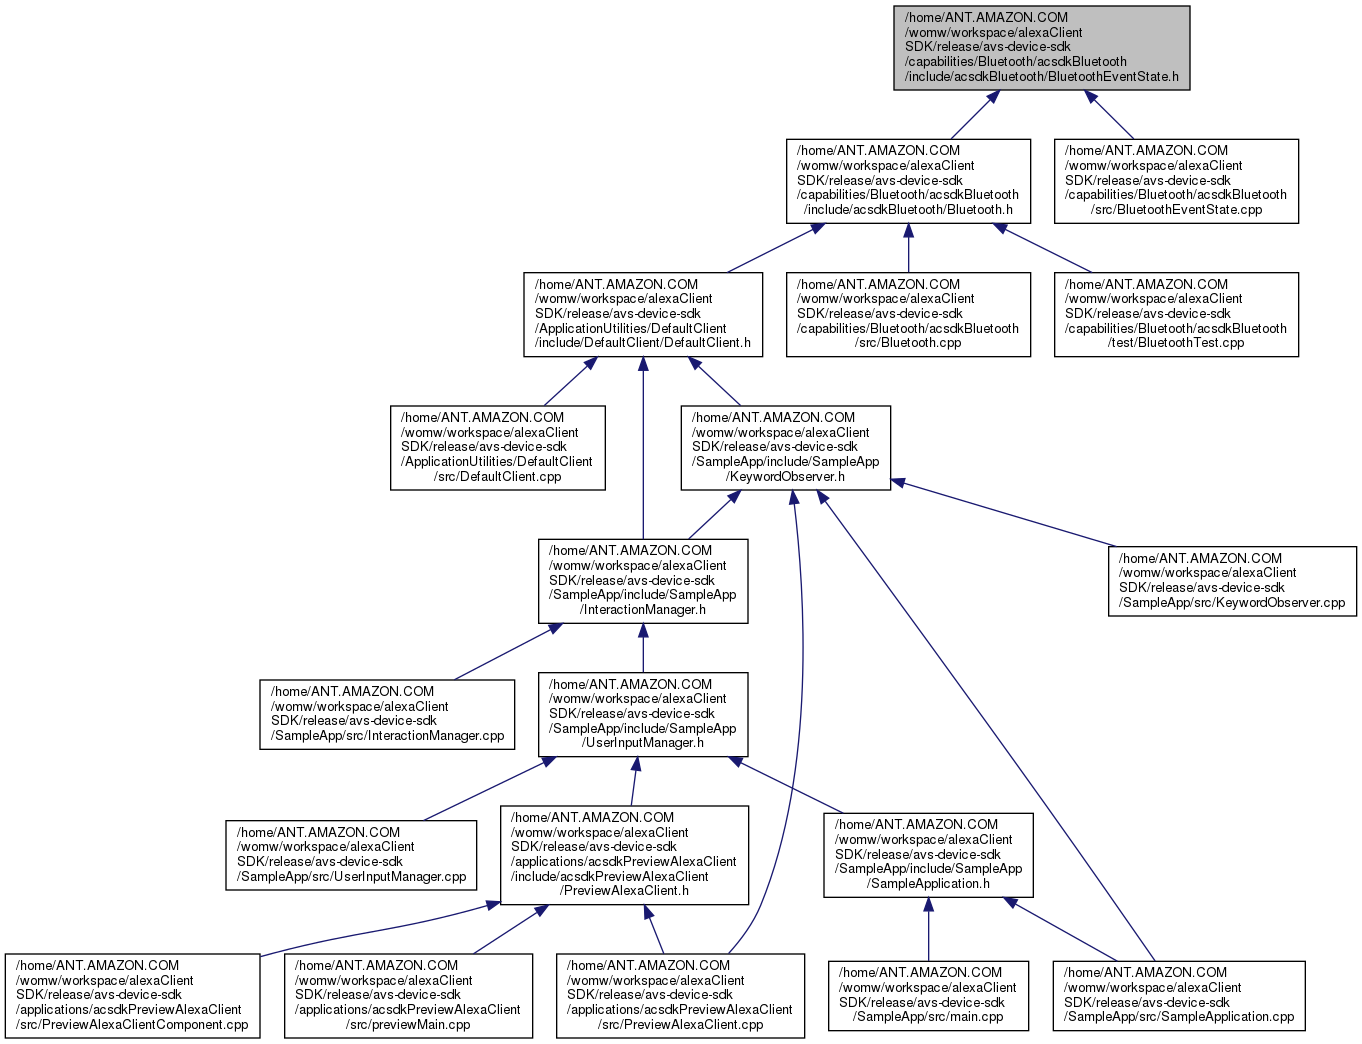 /home/ANT.AMAZON.COM
/womw/workspace/alexaClient
SDK/release/avs-device-sdk
/capabilities/Bluetooth/acsdkBluetooth
/include/acsdkBluetooth/BluetoothEventState.h
/home/ANT.AMAZON.COM
/womw/workspace/alexaClient
SDK/release/avs-device-sdk
/capabilities/Bluetooth/acsdkBluetooth
/include/acsdkBluetooth/Bluetooth.h
/home/ANT.AMAZON.COM
/womw/workspace/alexaClient
SDK/release/avs-device-sdk
/capabilities/Bluetooth/acsdkBluetooth
/src/BluetoothEventState.cpp
/home/ANT.AMAZON.COM
/womw/workspace/alexaClient
SDK/release/avs-device-sdk
/ApplicationUtilities/DefaultClient
/include/DefaultClient/DefaultClient.h
/home/ANT.AMAZON.COM
/womw/workspace/alexaClient
SDK/release/avs-device-sdk
/capabilities/Bluetooth/acsdkBluetooth
/src/Bluetooth.cpp
/home/ANT.AMAZON.COM
/womw/workspace/alexaClient
SDK/release/avs-device-sdk
/capabilities/Bluetooth/acsdkBluetooth
/test/BluetoothTest.cpp
/home/ANT.AMAZON.COM
/womw/workspace/alexaClient
SDK/release/avs-device-sdk
/ApplicationUtilities/DefaultClient
/src/DefaultClient.cpp
/home/ANT.AMAZON.COM
/womw/workspace/alexaClient
SDK/release/avs-device-sdk
/SampleApp/include/SampleApp
/KeywordObserver.h
/home/ANT.AMAZON.COM
/womw/workspace/alexaClient
SDK/release/avs-device-sdk
/SampleApp/include/SampleApp
/InteractionManager.h
/home/ANT.AMAZON.COM
/womw/workspace/alexaClient
SDK/release/avs-device-sdk
/SampleApp/src/KeywordObserver.cpp
/home/ANT.AMAZON.COM
/womw/workspace/alexaClient
SDK/release/avs-device-sdk
/SampleApp/src/InteractionManager.cpp
/home/ANT.AMAZON.COM
/womw/workspace/alexaClient
SDK/release/avs-device-sdk
/SampleApp/include/SampleApp
/UserInputManager.h
/home/ANT.AMAZON.COM
/womw/workspace/alexaClient
SDK/release/avs-device-sdk
/SampleApp/src/UserInputManager.cpp
/home/ANT.AMAZON.COM
/womw/workspace/alexaClient
SDK/release/avs-device-sdk
/applications/acsdkPreviewAlexaClient
/include/acsdkPreviewAlexaClient
/PreviewAlexaClient.h
/home/ANT.AMAZON.COM
/womw/workspace/alexaClient
SDK/release/avs-device-sdk
/SampleApp/include/SampleApp
/SampleApplication.h
/home/ANT.AMAZON.COM
/womw/workspace/alexaClient
SDK/release/avs-device-sdk
/applications/acsdkPreviewAlexaClient
/src/PreviewAlexaClientComponent.cpp
/home/ANT.AMAZON.COM
/womw/workspace/alexaClient
SDK/release/avs-device-sdk
/applications/acsdkPreviewAlexaClient
/src/previewMain.cpp
/home/ANT.AMAZON.COM
/womw/workspace/alexaClient
SDK/release/avs-device-sdk
/applications/acsdkPreviewAlexaClient
/src/PreviewAlexaClient.cpp
/home/ANT.AMAZON.COM
/womw/workspace/alexaClient
SDK/release/avs-device-sdk
/SampleApp/src/main.cpp
/home/ANT.AMAZON.COM
/womw/workspace/alexaClient
SDK/release/avs-device-sdk
/SampleApp/src/SampleApplication.cpp